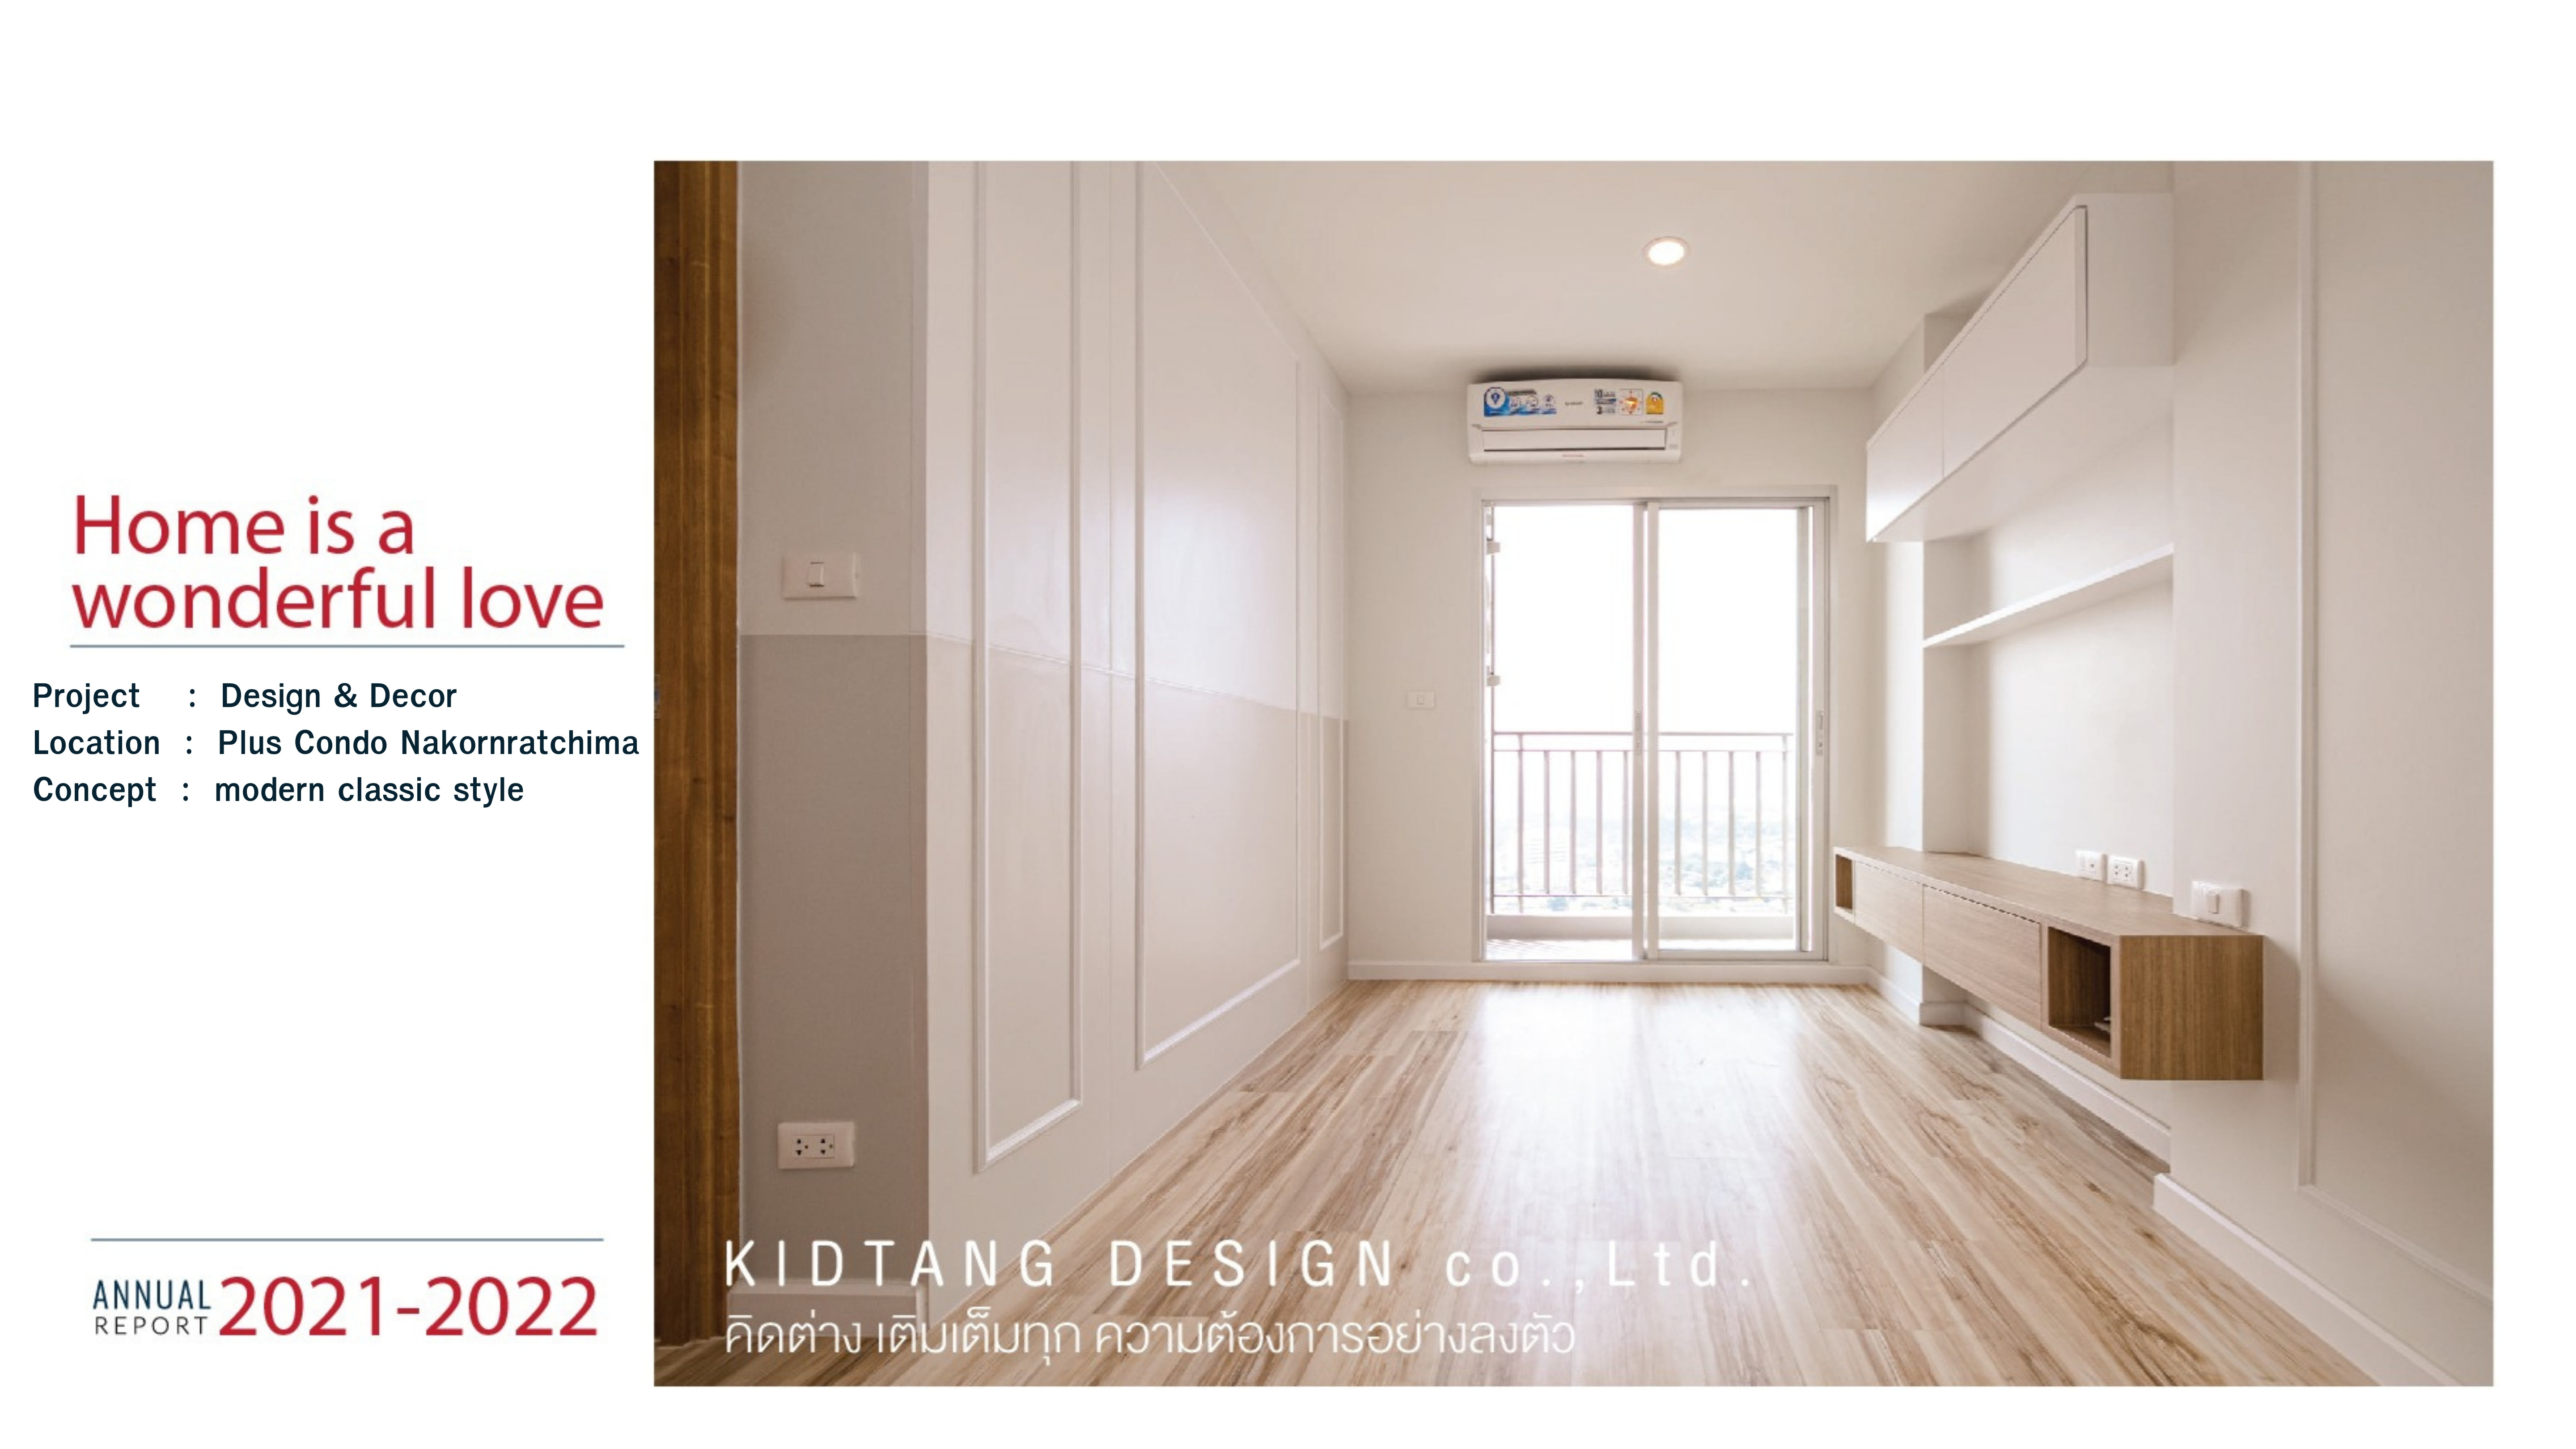 Home is a
wonderful love
Project : Design & Decor
Location : Plus Condo Nakornratchima
Concept : modern classic style
ANNUAL
REPORT
2021-2022
KIDTANG DESIGN co.,Ltd.
คิดต่าง เติมเต็มทุก ความต้องการอย่างลงตัว